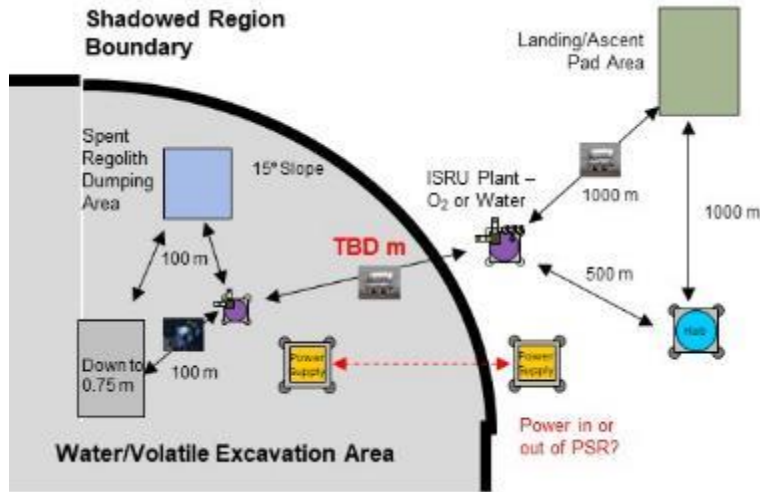 Shadowed Region
Boundary
Landing/Ascent
Pad Area
Spent
Regolith
Dumping
Area
15° Slope
ISRU Plant –
O₂ or Water
1000 m
1000 m
TBD m
100 m
500 m
Hab
Down to
0.75 m
100 m
Power
Supply
Power
Supply
Power in or
out of PSR?
Water/Volatile Excavation Area